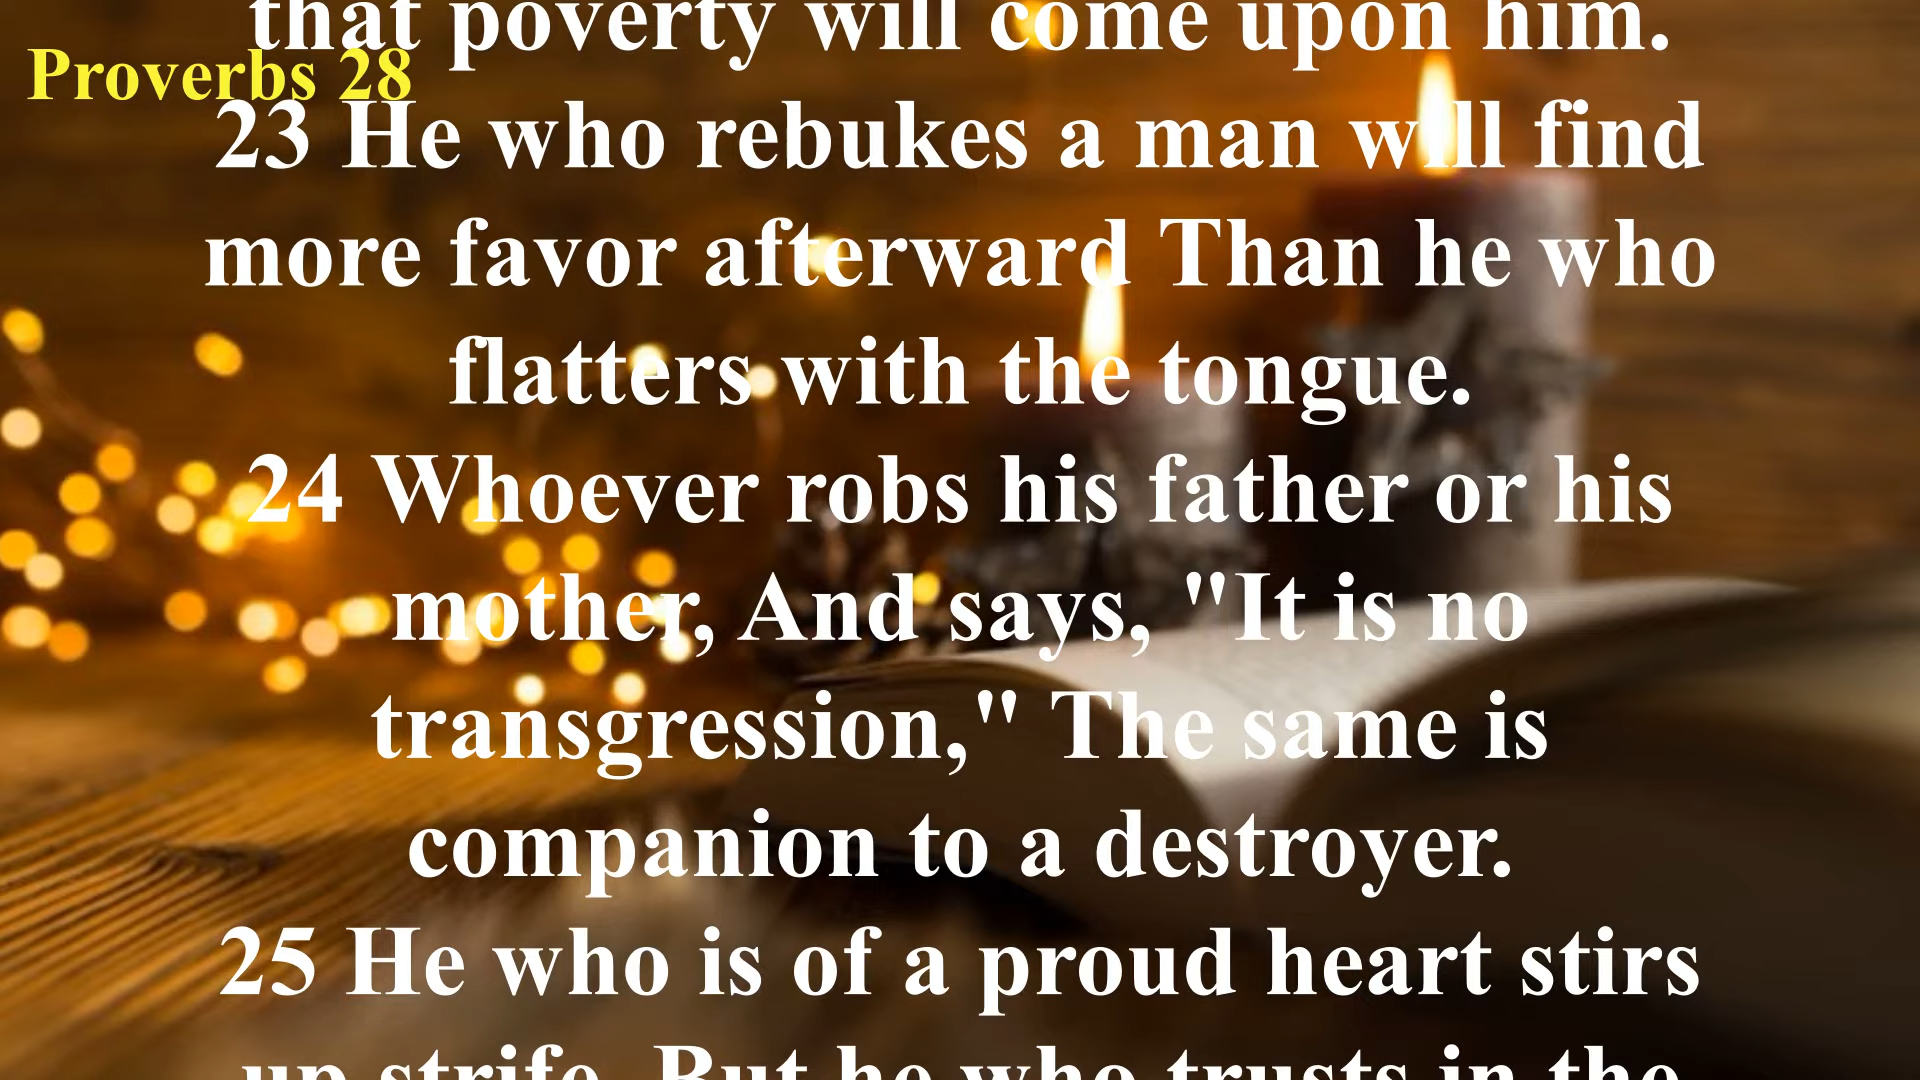 that poverty will come upon him.
Proverbs 28
23 He who rebukes a man will find
more favor afterward Than he who
flatters with the tongue.
24 Whoever robs his father or his
mother, And says, "It is no
transgression," The same is
companion to a destroyer.
25 He who is of a proud heart stirs
up strife, But he who trusts in the